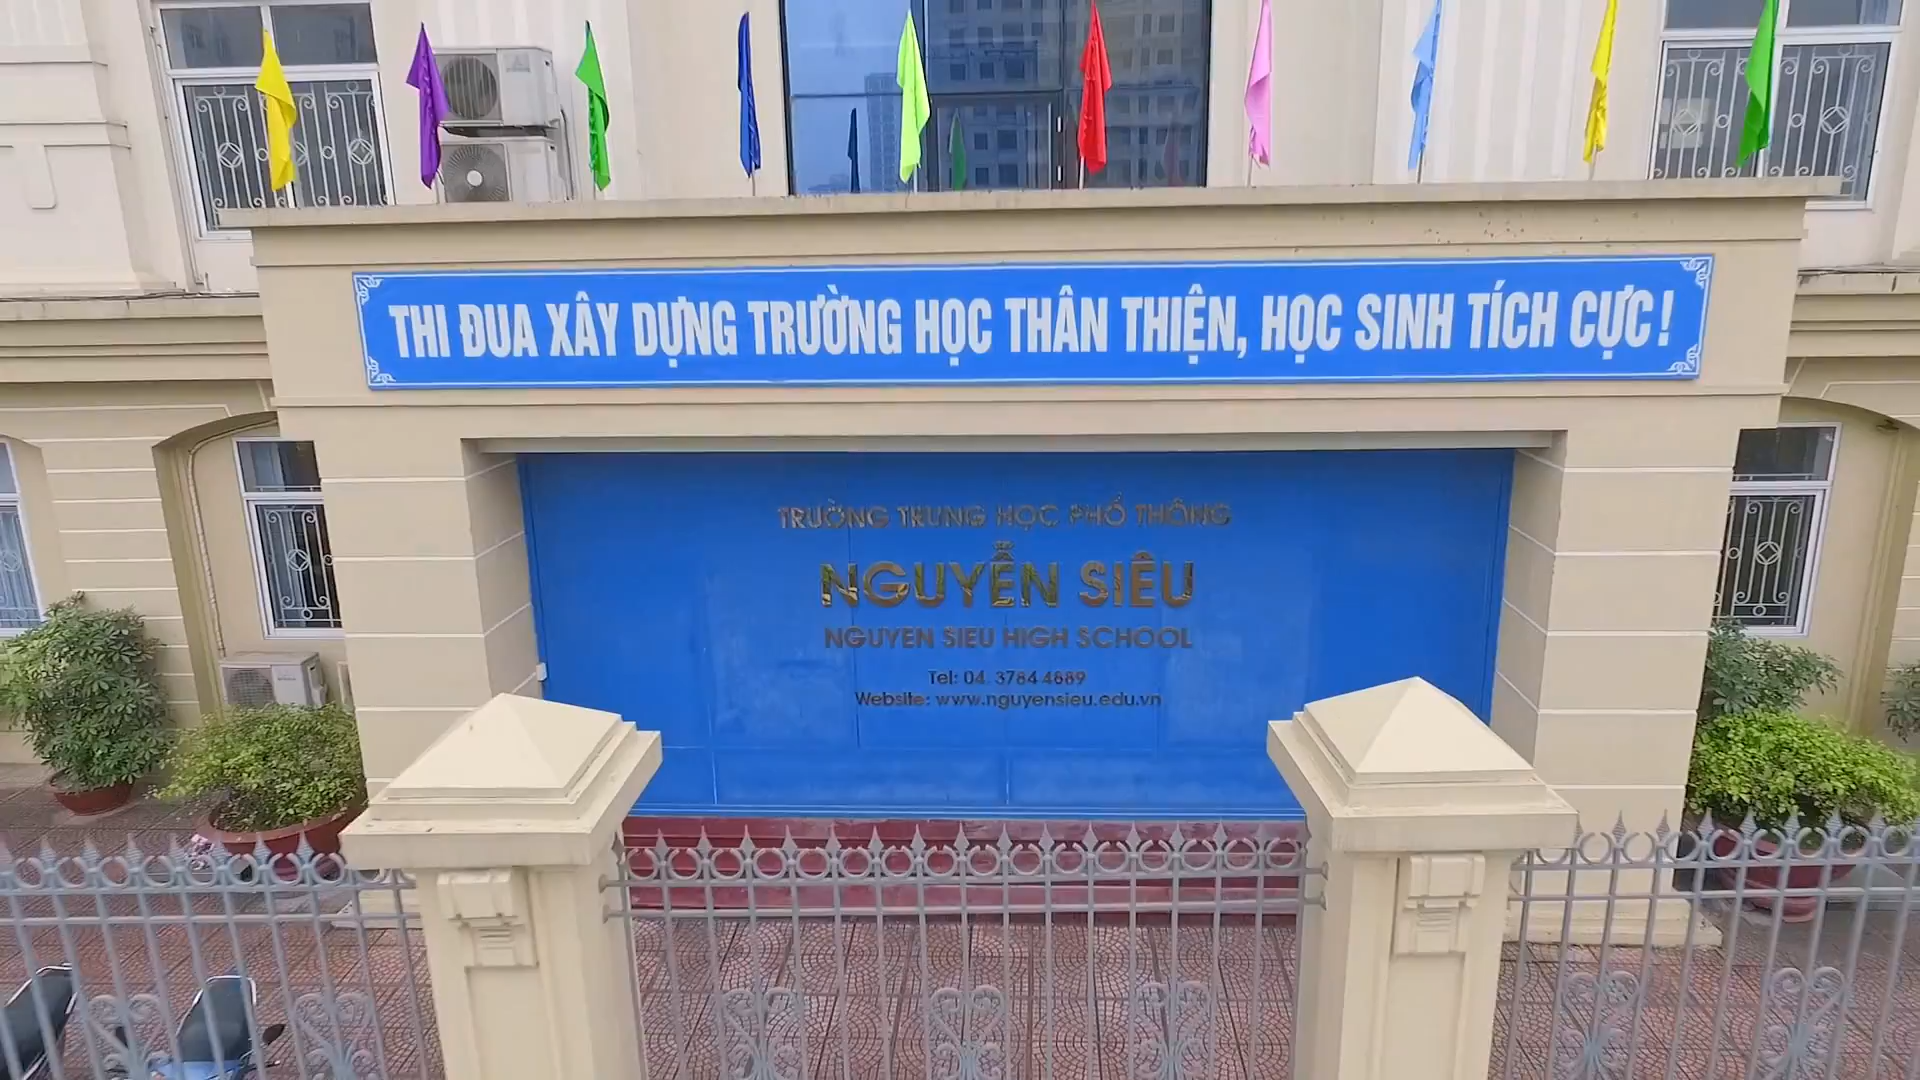 THI ĐUA XÂY DỰNG TRƯỜNG HỌC THÂN THIỆN, HỌC SINH TÍCH CỰC!
TRƯỜNG TRUNG HỌC PHỔ THÔNG
NGUYỄN SIÊU
NGUYEN SIEU HIGH SCHOOL
Tel: 04. 3784 4889
Website: www.nguyensieu.edu.vn